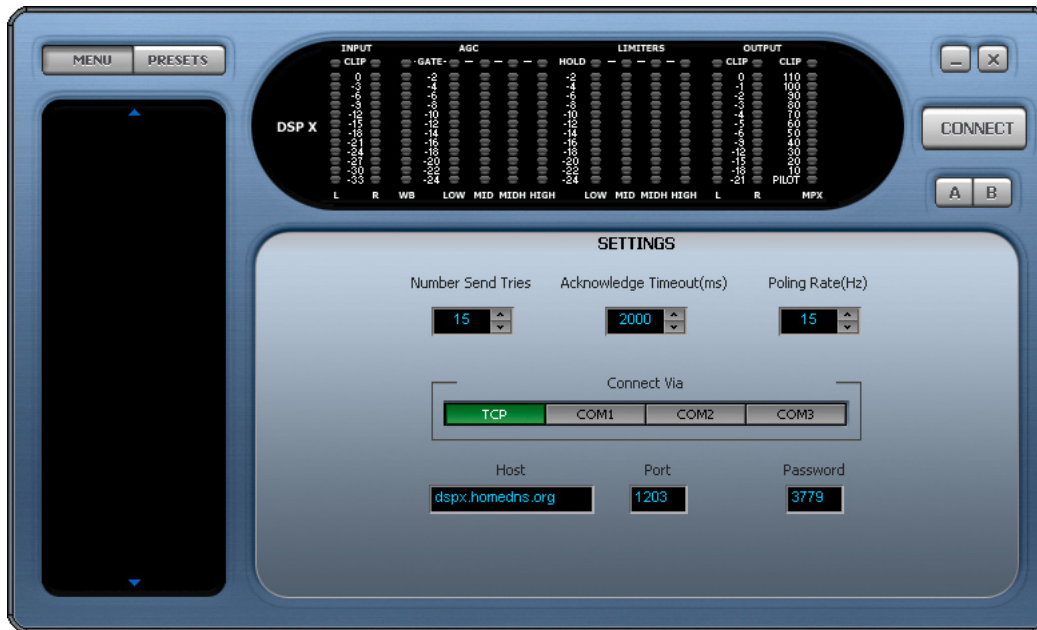 MENU PRESETS
INPUT AGC LIMITERS OUTPUT
CLIP GATE HOLD CLIP CLIP
0 -2 -2 0 110
-3 -4 -4 -1 100
-6 -6 -6 -2 90
-9 -8 -8 -3 80
-12 -10 -10 -4 70
-15 -12 -12 -5 60
-18 -14 -14 -6 50
-21 -16 -16 -9 40
-24 -18 -18 -12 30
-27 -20 -20 -15 20
-30 -22 -22 -18 10
-33 -24 -24 -21 PILOT
DSP X
L R WB LOW MID MIDH HIGH LOW MID MIDH HIGH L R MPX
CONNECT
A B
SETTINGS
Number Send Tries Acknowledge Timeout(ms) Poling Rate(Hz)
15 2000 15
Connect Via
TCP COM1 COM2 COM3
Host Port Password
dspx.homedns.org 1203 3779